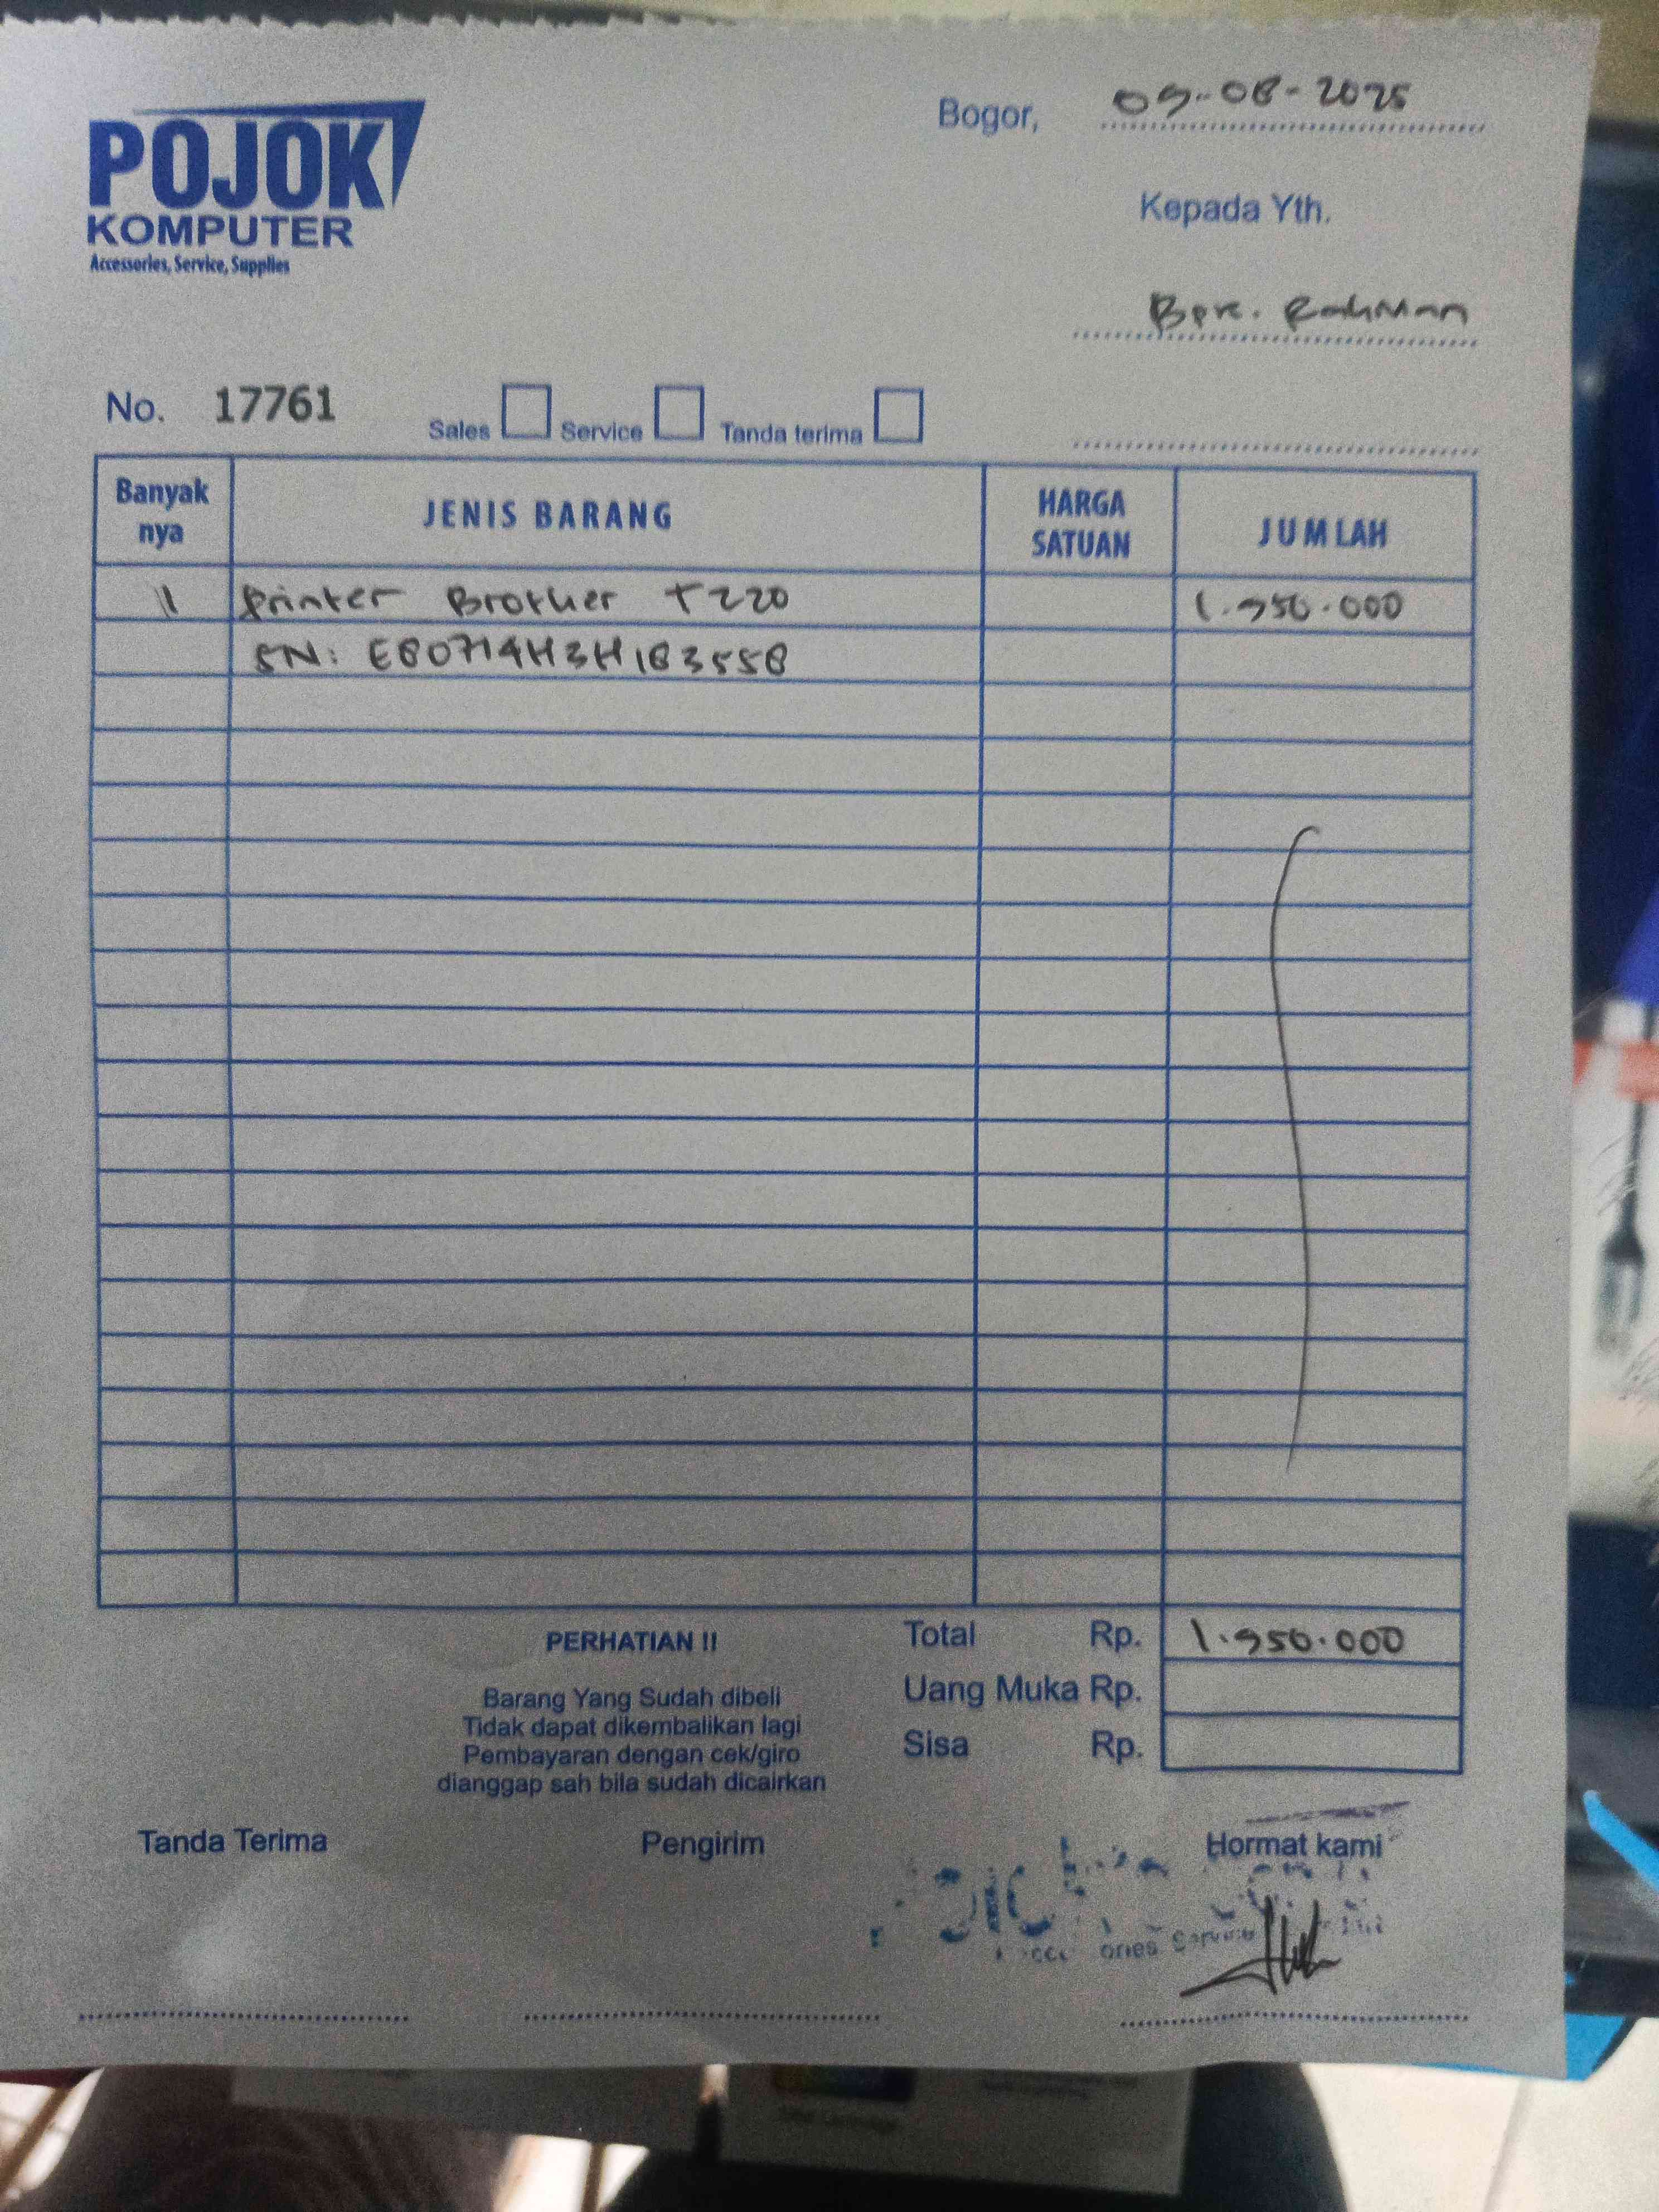 POJOK
KOMPUTER
Accessories, Service, Supplies
Bogor, 09-08-2025
Kepada Yth.
Bpk. Rahman
No. 17761
Sales Service Tanda terima
Banyak nya JENIS BARANG HARGA SATUAN JUMLAH
1 Printer Brother T220 1.950.000
SN: E80714H3H183558
PERHATIAN !!
Barang Yang Sudah dibeli
Tidak dapat dikembalikan lagi
Pembayaran dengan cek/giro
dianggap sah bila sudah dicairkan
Total Rp. 1.950.000
Uang Muka Rp.
Sisa Rp.
Tanda Terima Pengirim Hormat kami